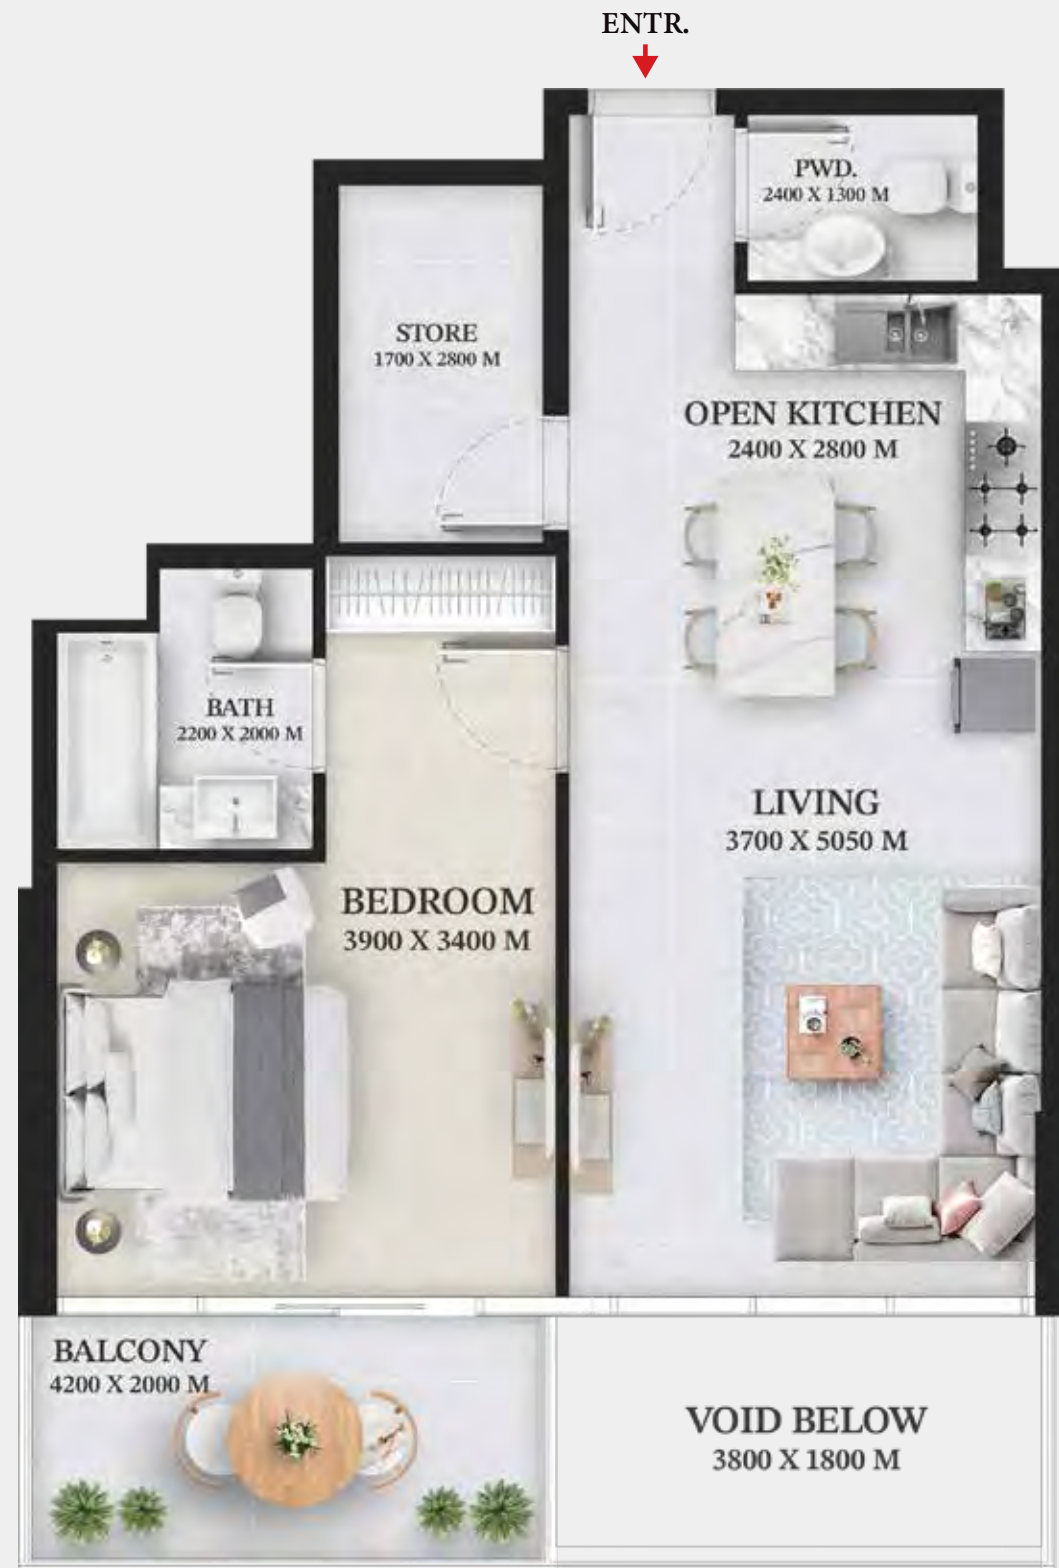 ENTR.
PWD.
2400 X 1300 M
STORE
1700 X 2800 M
OPEN KITCHEN
2400 X 2800 M
BATH
2200 X 2000 M
LIVING
3700 X 5050 M
BEDROOM
3900 X 3400 M
BALCONY
4200 X 2000 M
VOID BELOW
3800 X 1800 M